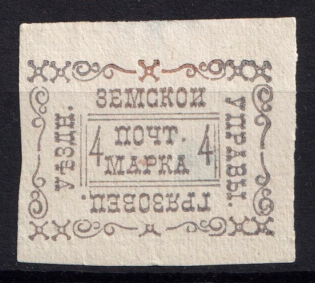 ЗЕМСКОЙ
УПРАВЫ.
ГРЯЗОВЕЦ.
УѢЗДН.
4 ПОЧТ. 4
МАРКА